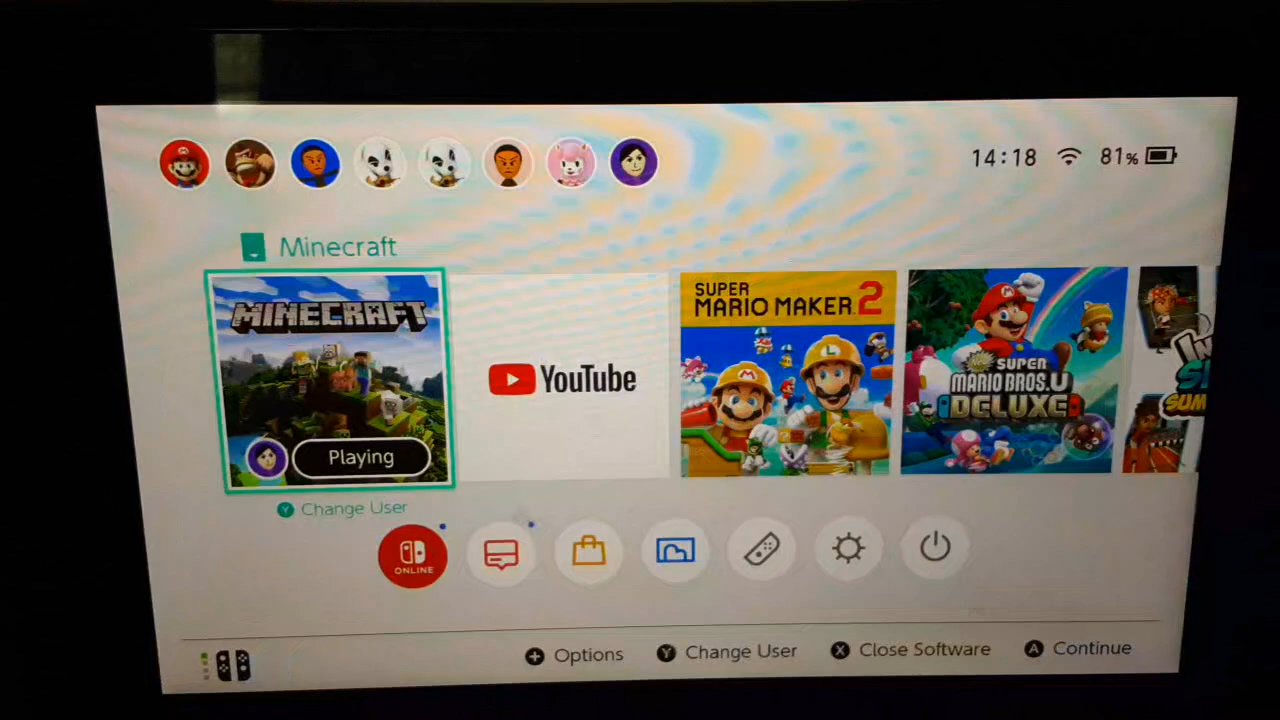 14:18 81%
Minecraft
MINECRAFT
Playing
YouTube
SUPER
MARIO MAKER 2
NEW
SUPER
MARIO BROS. U
DELUXE
Y Change User
ONLINE
+ Options Y Change User X Close Software A Continue